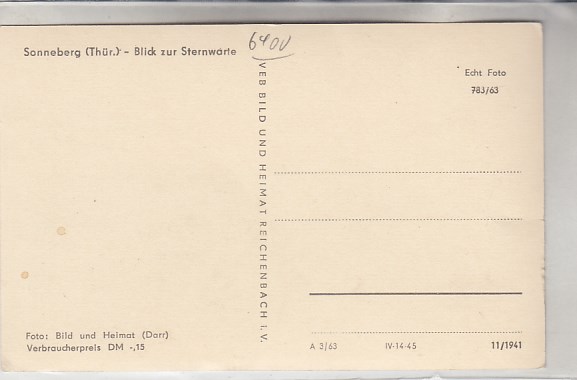 Sonneberg (Thür.) - Blick zur Sternwarte
6400
VEB BILD UND HEIMAT REICHENBACH I. V.
Echt Foto
783/63
Foto: Bild und Heimat (Darr)
Verbraucherpreis DM -,15
A 3/63 IV-14-45 11/1941